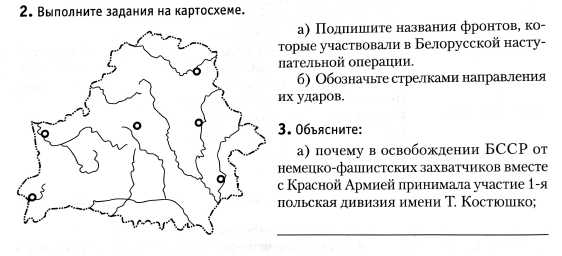 2. Выполните задания на картосхеме.
а) Подпишите названия фронтов, ко-
торые участвовали в Белорусской насту-
пательной операции.
б) Обозначьте стрелками направления
их ударов.
3. Объясните:
а) почему в освобождении БССР от
немецко-фашистских захватчиков вместе
с Красной Армией принимала участие 1-я
польская дивизия имени Т. Костюшко;